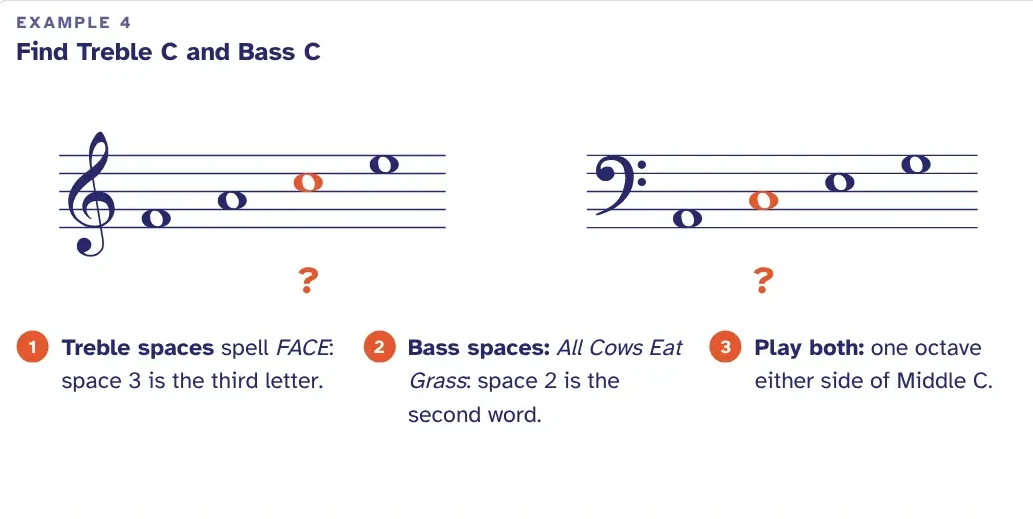 EXAMPLE 4
Find Treble C and Bass C
?
?
1
Treble spaces spell FACE:
space 3 is the third letter.
2
Bass spaces: All Cows Eat
Grass: space 2 is the
second word.
3
Play both: one octave
either side of Middle C.